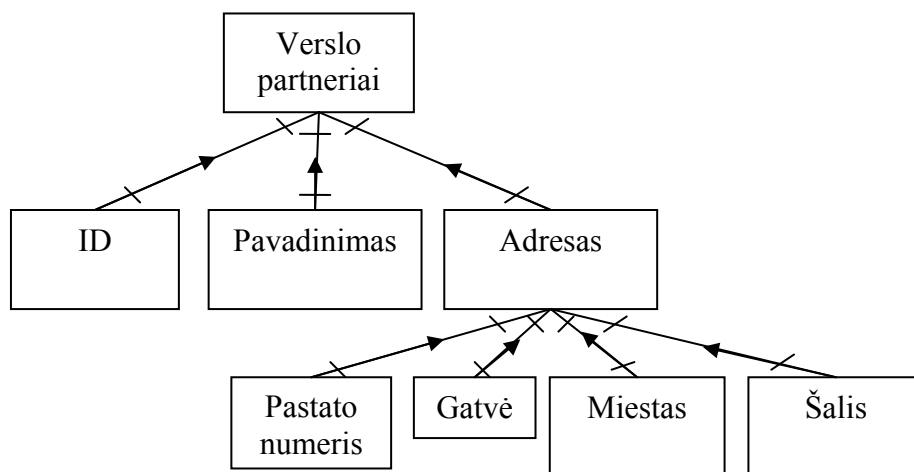 Verslo
partneriai
ID
Pavadinimas
Adresas
Pastato
numeris
Gatvė
Miestas
Šalis